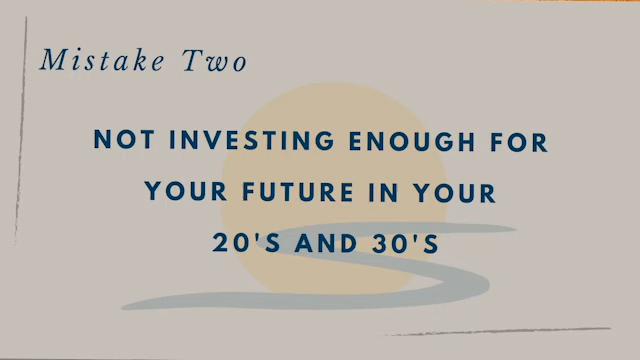 Mistake Two
NOT INVESTING ENOUGH FOR
YOUR FUTURE IN YOUR
20'S AND 30'S